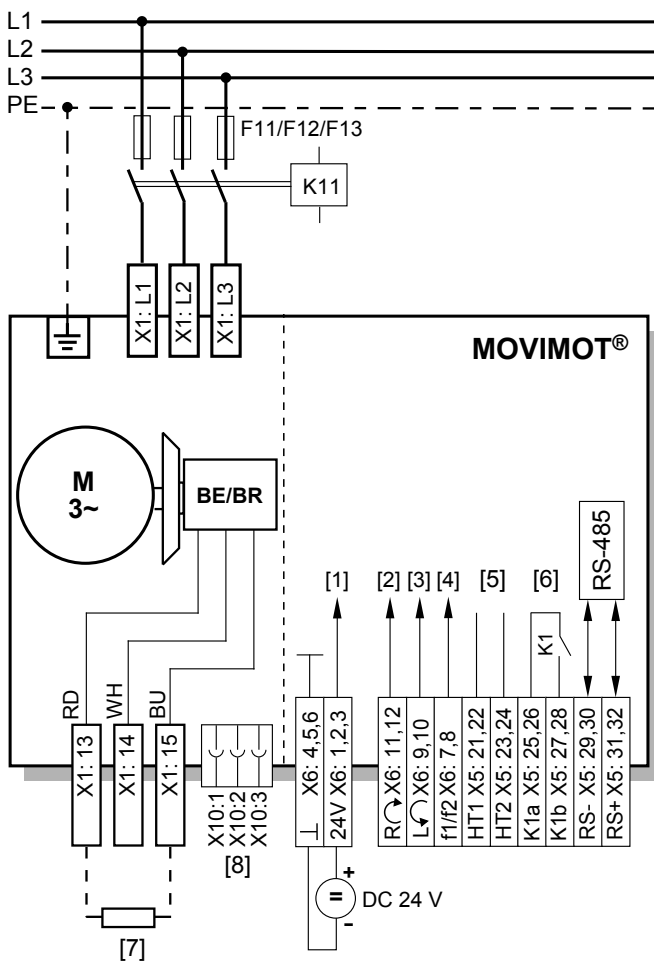 L1
L2
L3
PE
F11/F12/F13
K11
X1: L1
X1: L2
X1: L3
MOVIMOT®
M
3~
BE/BR
RS-485
[1]
[2]
[3]
[4]
[5]
[6]
K1
RD
WH
BU
X1: 13
X1: 14
X1: 15
X10:1
X10:2
X10:3
[8]
⊥ X6: 4,5,6
24V X6: 1,2,3
R X6: 11,12
L X6: 9,10
f1/f2 X6: 7,8
HT1 X5: 21,22
HT2 X5: 23,24
K1a X5: 25,26
K1b X5: 27,28
RS- X5: 29,30
RS+ X5: 31,32
+
=
DC 24 V
-
[7]